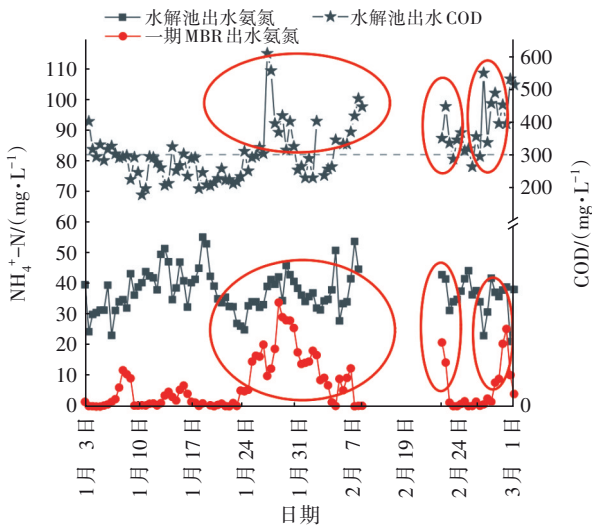 水解池出水氨氮 水解池出水COD
一期MBR出水氨氮
NH₄⁺-N/(mg·L⁻¹)
110
100
90
80
70
60
50
40
30
20
10
0
600
500
400
300
200
0
COD/(mg·L⁻¹)
1月 3日
1月 10日
1月 17日
1月 24日
1月 31日
2月 7日
2月 19日
2月 24日
3月 1日
日期